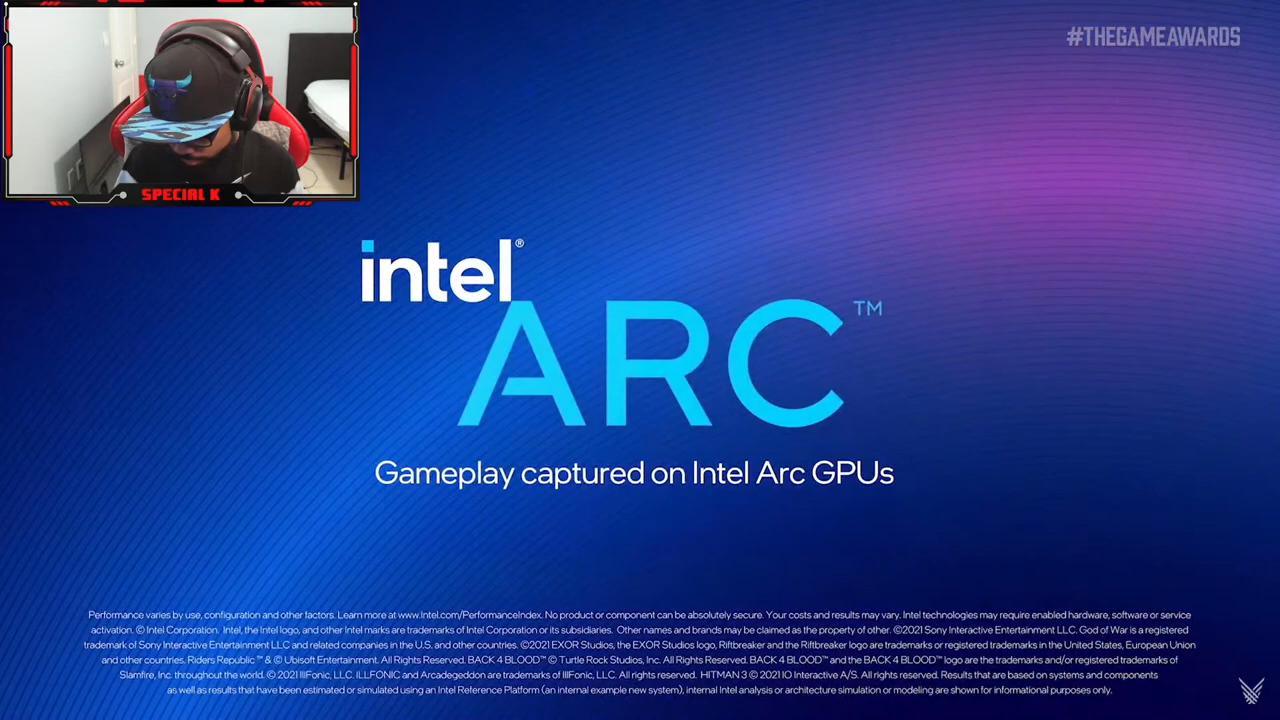 #THEGAMEAWARDS
SPECIAL K
intel®
ARC™
Gameplay captured on Intel Arc GPUs
Performance varies by use, configuration and other factors. Learn more at www.Intel.com/PerformanceIndex. No product or component can be absolutely secure. Your costs and results may vary. Intel technologies may require enabled hardware, software or service
activation. © Intel Corporation. Intel, the Intel logo, and other Intel marks are trademarks of Intel Corporation or its subsidiaries. Other names and brands may be claimed as the property of other. ©2021 Sony Interactive Entertainment LLC. God of War is a registered
trademark of Sony Interactive Entertainment LLC and related companies in the U.S. and other countries. ©2021 EXOR Studios, the EXOR Studios logo, Riftbreaker and the Riftbreaker logo are trademarks or registered trademarks in the United States, European Union
and other countries. Riders Republic ™ & © Ubisoft Entertainment. All Rights Reserved. BACK 4 BLOOD™ © Turtle Rock Studios, Inc. All Rights Reserved. BACK 4 BLOOD™ and the BACK 4 BLOOD™ logo are the trademarks and/or registered trademarks of
Slamfire, Inc. throughout the world. © 2021 IllFonic, LLC. ILLFONIC and Arcadegeddon are trademarks of IllFonic, LLC. All rights reserved. HITMAN 3 © 2021 IO Interactive A/S. All rights reserved. Results that are based on systems and components
as well as results that have been estimated or simulated using an Intel Reference Platform (an internal example new system), internal Intel analysis or architecture simulation or modeling are shown for informational purposes only.